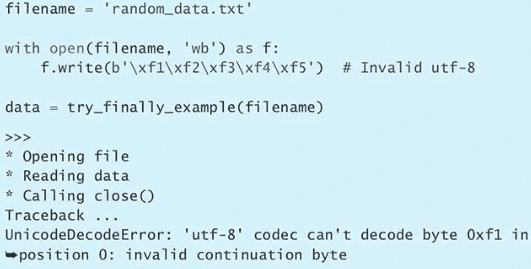 filename = 'random_data.txt'

with open(filename, 'wb') as f:
    f.write(b'\xf1\xf2\xf3\xf4\xf5')  # Invalid utf-8

data = try_finally_example(filename)

>>>
* Opening file
* Reading data
* Calling close()
Traceback ...
UnicodeDecodeError: 'utf-8' codec can't decode byte 0xf1 in
➥position 0: invalid continuation byte